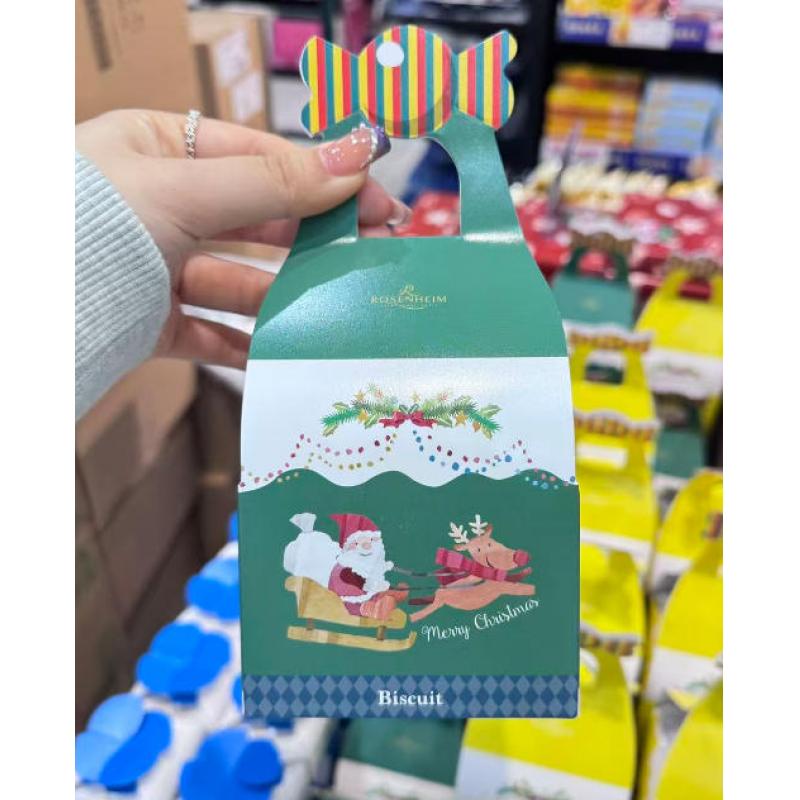 R
ROSENHEIM
Merry Christmas
Biscuit